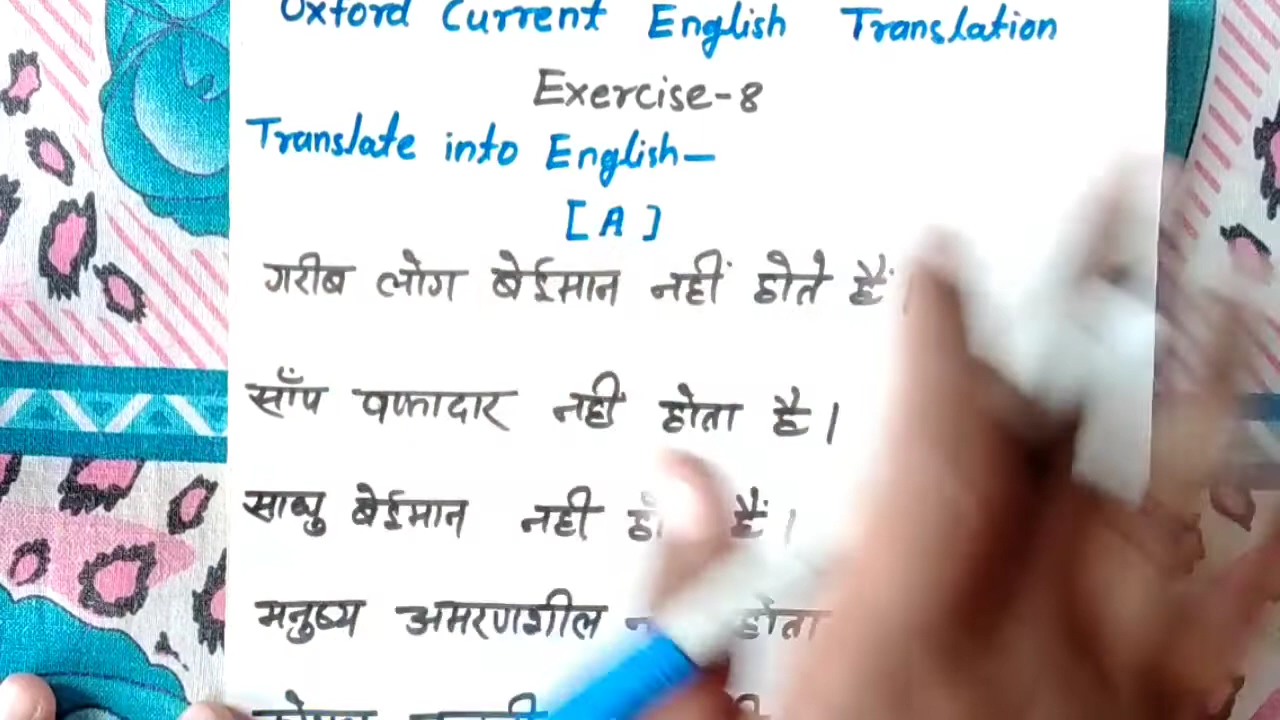 Oxford Current English Translation
Exercise-8
Translate into English—
[A]
गरीब लोग बेईमान नहीं होते हैं।
साँप वफादार नहीं होता है।
साधु बेईमान नही हैं।
मनुष्य अमरणशील होता